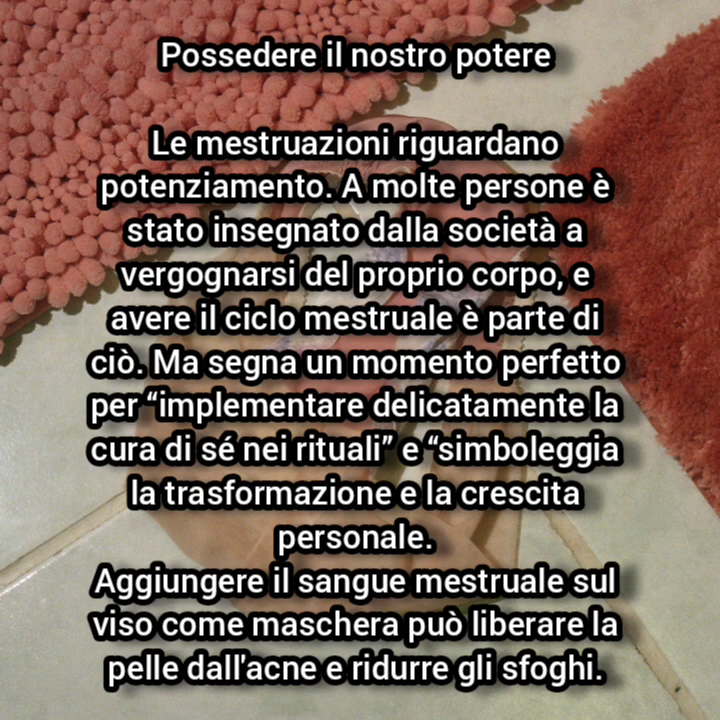 Possedere il nostro potere
Le mestruazioni riguardano
potenziamento. A molte persone è
stato insegnato dalla società a
vergognarsi del proprio corpo, e
avere il ciclo mestruale è parte di
ciò. Ma segna un momento perfetto
per “implementare delicatamente la
cura di sé nei rituali” e “simboleggia
la trasformazione e la crescita
personale.
Aggiungere il sangue mestruale sul
viso come maschera può liberare la
pelle dall'acne e ridurre gli sfoghi.